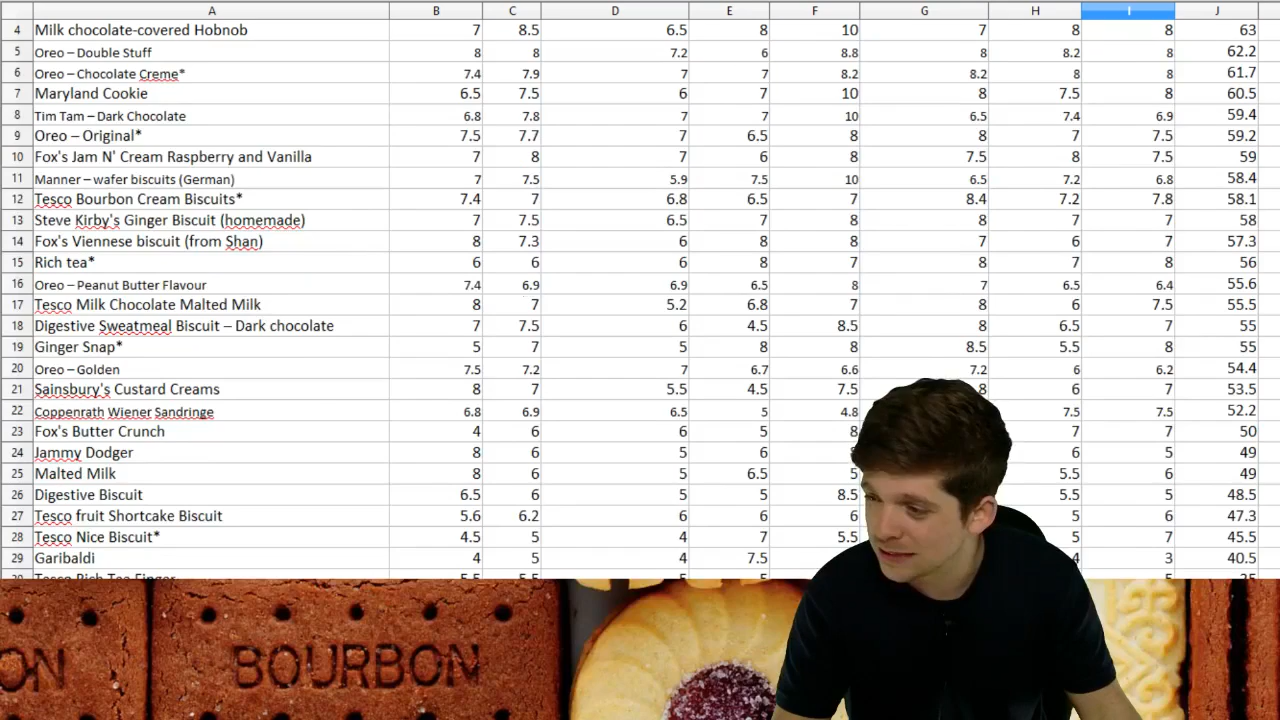 A B C D E F G H I J
4 Milk chocolate-covered Hobnob 7 8.5 6.5 8 10 7 8 8 63
5 Oreo – Double Stuff 8 8 7.2 6 8.8 8 8.2 8 62.2
6 Oreo – Chocolate Creme* 7.4 7.9 7 7 8.2 8.2 8 8 61.7
7 Maryland Cookie 6.5 7.5 6 7 10 8 7.5 8 60.5
8 Tim Tam – Dark Chocolate 6.8 7.8 7 7 10 6.5 7.4 6.9 59.4
9 Oreo – Original* 7.5 7.7 7 6.5 8 8 7 7.5 59.2
10 Fox's Jam N' Cream Raspberry and Vanilla 7 8 7 6 8 7.5 8 7.5 59
11 Manner – wafer biscuits (German) 7 7.5 5.9 7.5 10 6.5 7.2 6.8 58.4
12 Tesco Bourbon Cream Biscuits* 7.4 7 6.8 6.5 7 8.4 7.2 7.8 58.1
13 Steve Kirby's Ginger Biscuit (homemade) 7 7.5 6.5 7 8 8 7 7 58
14 Fox's Viennese biscuit (from Shan) 8 7.3 6 8 8 7 6 7 57.3
15 Rich tea* 6 6 6 8 7 8 7 8 56
16 Oreo – Peanut Butter Flavour 7.4 6.9 6.9 6.5 8 7 6.5 6.4 55.6
17 Tesco Milk Chocolate Malted Milk 8 7 5.2 6.8 7 8 6 7.5 55.5
18 Digestive Sweatmeal Biscuit – Dark chocolate 7 7.5 6 4.5 8.5 8 6.5 7 55
19 Ginger Snap* 5 7 5 8 8 8.5 5.5 8 55
20 Oreo – Golden 7.5 7.2 7 6.7 6.6 7.2 6 6.2 54.4
21 Sainsbury's Custard Creams 8 7 5.5 4.5 7.5 8 6 7 53.5
22 Coppenrath Wiener Sandringe 6.8 6.9 6.5 5 4.8 7.5 7.5 52.2
23 Fox's Butter Crunch 4 6 6 5 8 7 7 50
24 Jammy Dodger 8 6 5 6 6 5 49
25 Malted Milk 8 6 5 6.5 5 5.5 6 49
26 Digestive Biscuit 6.5 6 5 5 8.5 5.5 5 48.5
27 Tesco fruit Shortcake Biscuit 5.6 6.2 6 6 6 5 6 47.3
28 Tesco Nice Biscuit* 4.5 5 4 7 5.5 5 7 45.5
29 Garibaldi 4 5 4 7.5 4 3 40.5
Tesco Rich Tea Finger
ON BOURBON